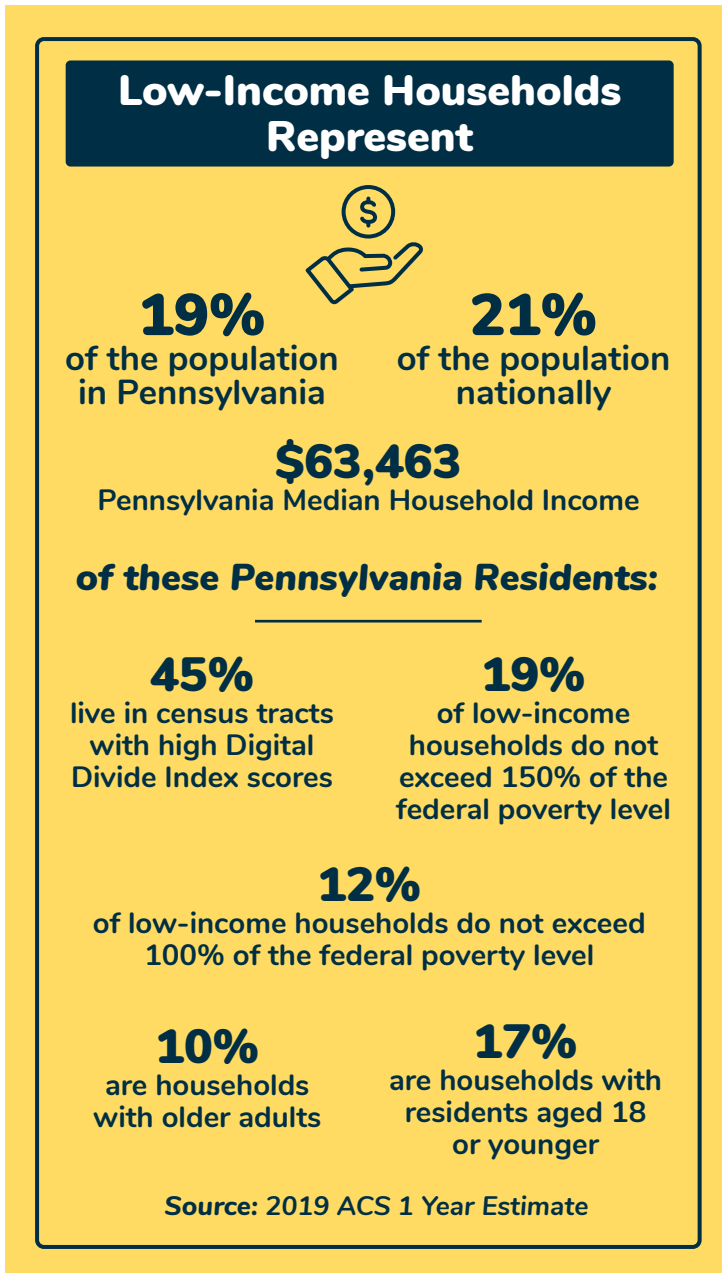 Low-Income Households
Represent
$
19%
of the population
in Pennsylvania
21%
of the population
nationally
$63,463
Pennsylvania Median Household Income
of these Pennsylvania Residents:
45%
live in census tracts
with high Digital
Divide Index scores
19%
of low-income
households do not
exceed 150% of the
federal poverty level
12%
of low-income households do not exceed
100% of the federal poverty level
10%
are households
with older adults
17%
are households with
residents aged 18
or younger
Source: 2019 ACS 1 Year Estimate